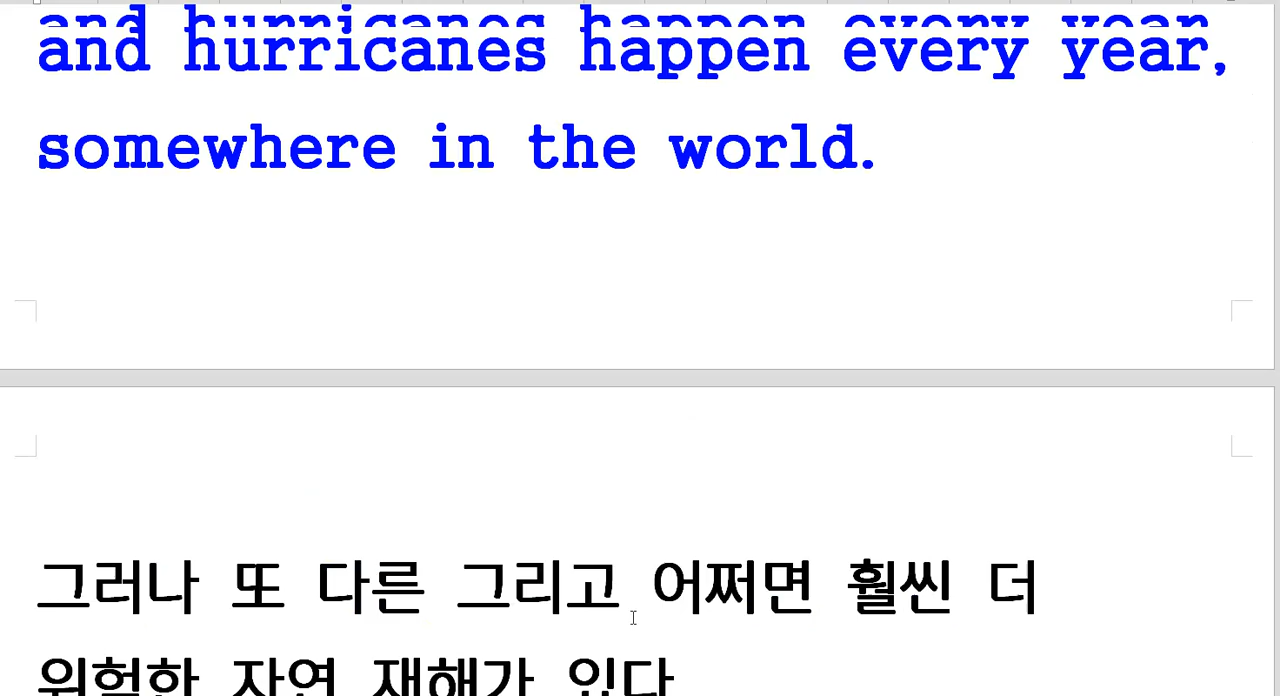 and hurricanes happen every year,
somewhere in the world.
그러나 또 다른 그리고 어쩌면 훨씬 더
위험한 자연 재해가 있다